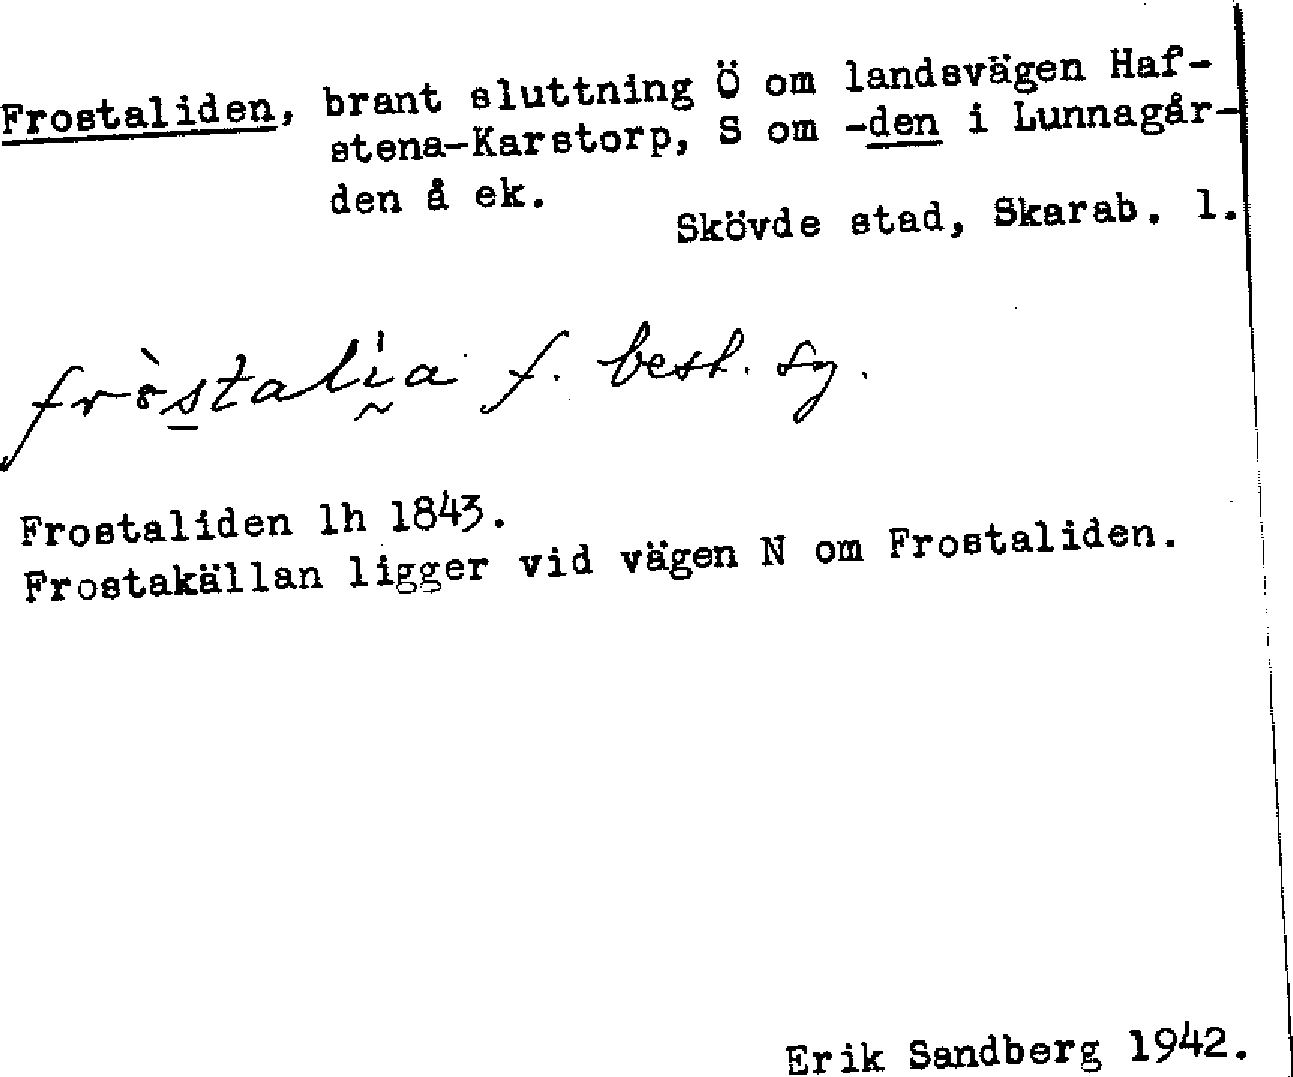 Frostaliden, brant sluttning Ö om landsvägen Haf-
stena-Karstorp, S om -den i Lunnagår-
den å ek.
Skövde stad, Skarab. l.
fròstalia f. best. sg.
Frostaliden lh 1843.
Frostakällan ligger vid vägen N om Frostaliden.
Erik Sandberg 1942.